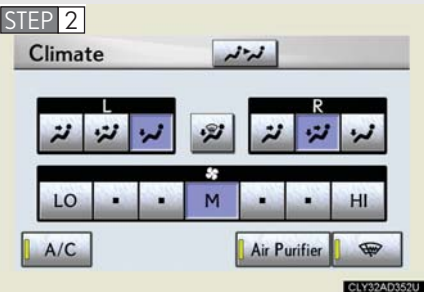 STEP 2
Climate
L R
LO M HI
A/C Air Purifier
CLY32AD352U